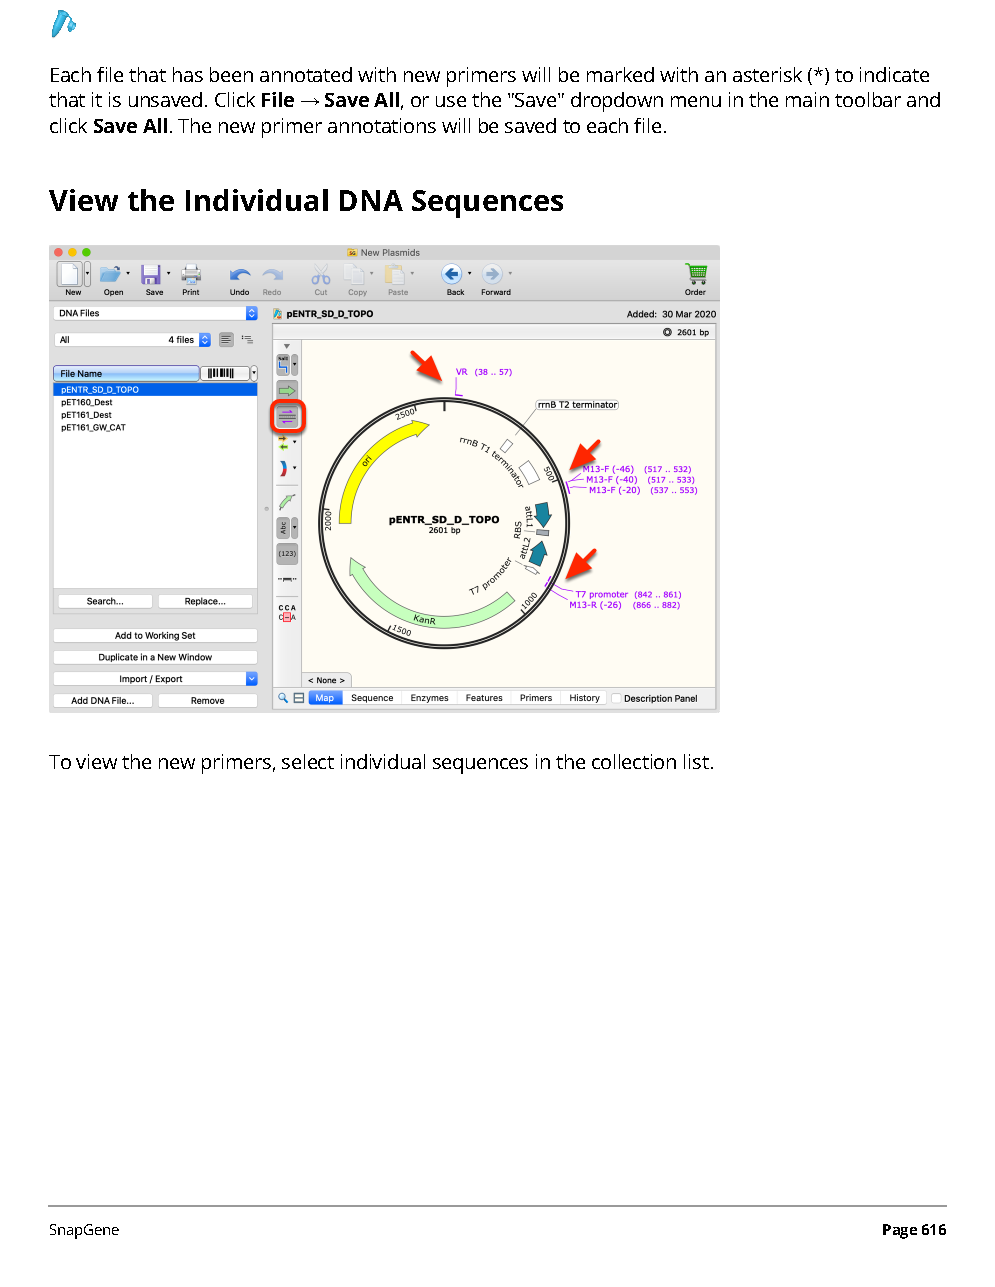 Each file that has been annotated with new primers will be marked with an asterisk (*) to indicate
that it is unsaved. Click File → Save All, or use the "Save" dropdown menu in the main toolbar and
click Save All. The new primer annotations will be saved to each file.
View the Individual DNA Sequences
New Plasmids
New Open Save Print Undo Redo Cut Copy Paste Back Forward Order
DNA Files
pENTR_SD_D_TOPO
Added: 30 Mar 2020
All 4 files
2601 bp
File Name
pENTR_SD_D_TOPO
pET160_Dest
pET161_Dest
pET161_GW_CAT
Search... Replace...
Add to Working Set
Duplicate in a New Window
Import / Export
Add DNA File... Remove
Abc
(123)
C C A
C – A
VR (38 .. 57)
rrnB T2 terminator
rrnB T1 terminator
2500
500
M13-F (-46) (517 .. 532)
M13-F (-40) (517 .. 533)
M13-F (-20) (537 .. 553)
ori
2000
pENTR_SD_D_TOPO
2601 bp
attL1
RBS
attL2
T7 promoter
T7 promoter (842 .. 861)
M13-R (-26) (866 .. 882)
1000
KanR
1500
< None >
Map Sequence Enzymes Features Primers History Description Panel
To view the new primers, select individual sequences in the collection list.
SnapGene
Page 616